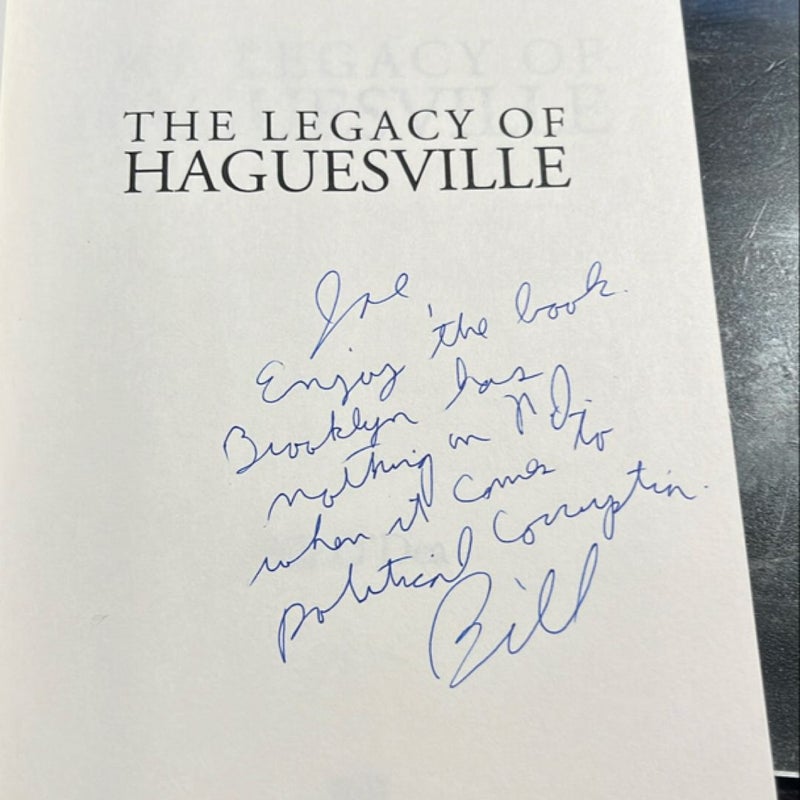 THE LEGACY OF
HAGUESVILLE
Joe
Enjoy the book.
Brooklyn has
nothing on NJ
when it comes to
political corruption.
Bill